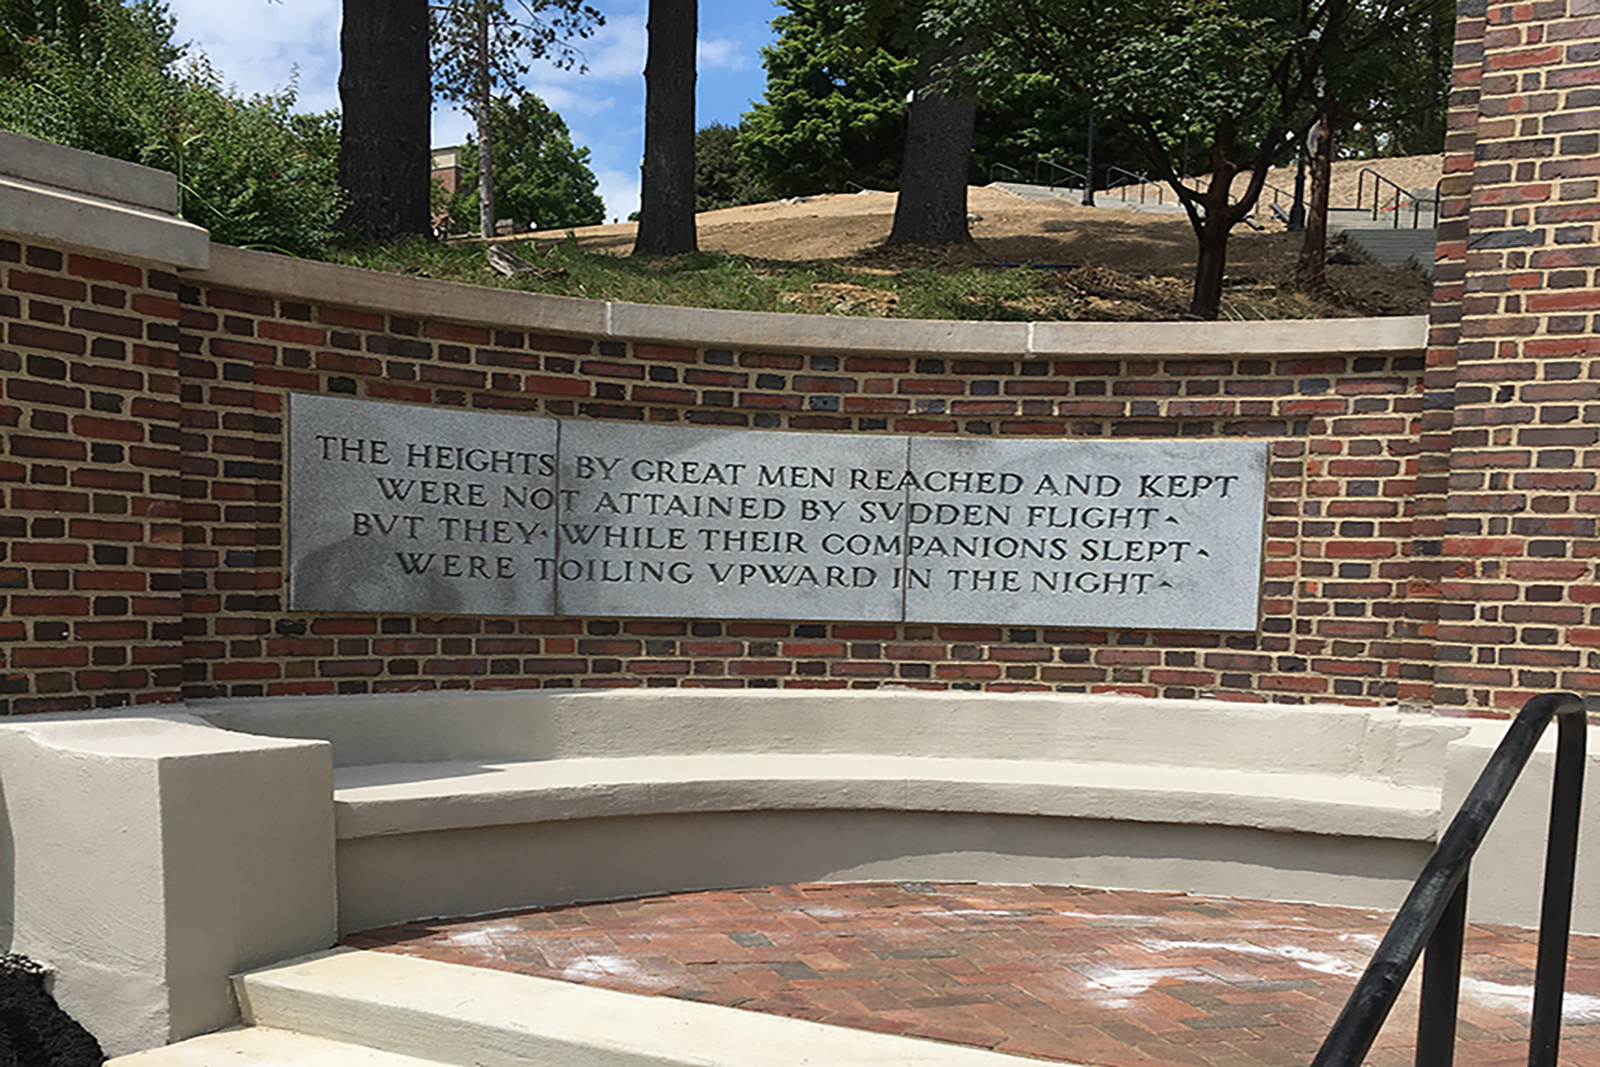 THE HEIGHTS BY GREAT MEN REACHED AND KEPT
WERE NOT ATTAINED BY SVDDEN FLIGHT
BVT THEY· WHILE THEIR COMPANIONS SLEPT
WERE TOILING VPWARD IN THE NIGHT